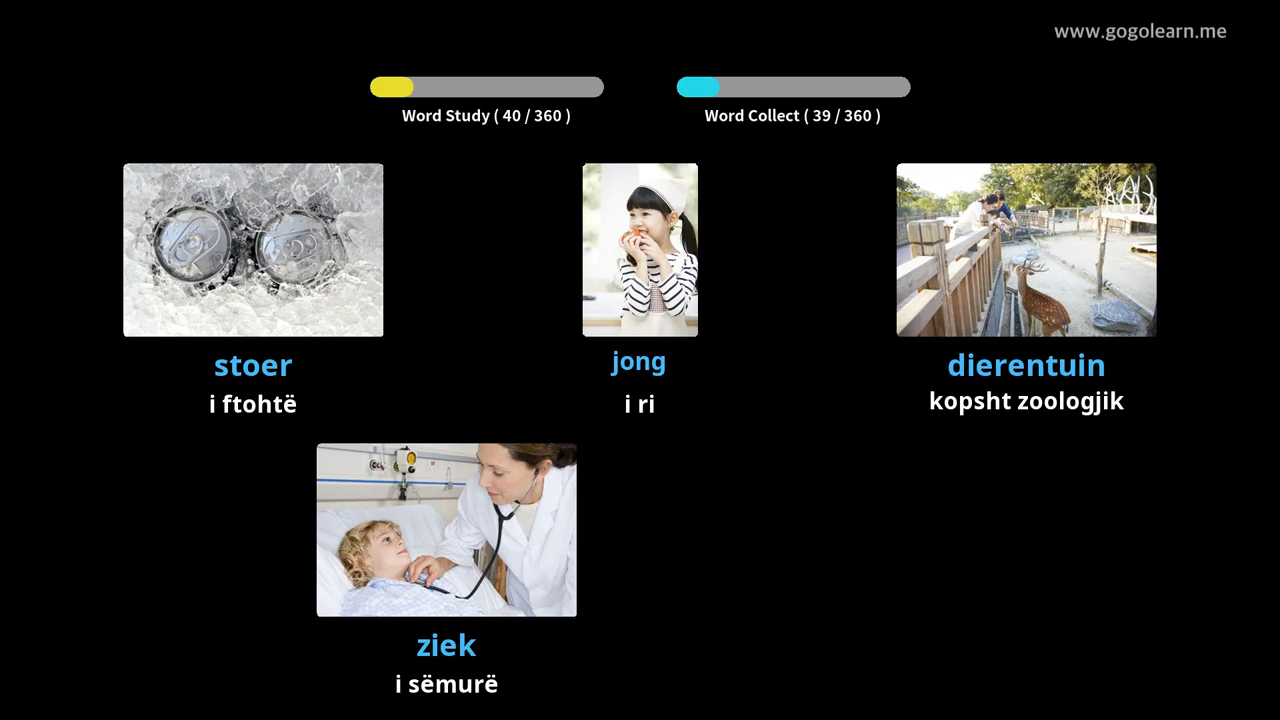 www.gogolearn.me
Word Study ( 40 / 360 )
Word Collect ( 39 / 360 )
stoer
i ftohtë
jong
i ri
dierentuin
kopsht zoologjik
ziek
i sëmurë